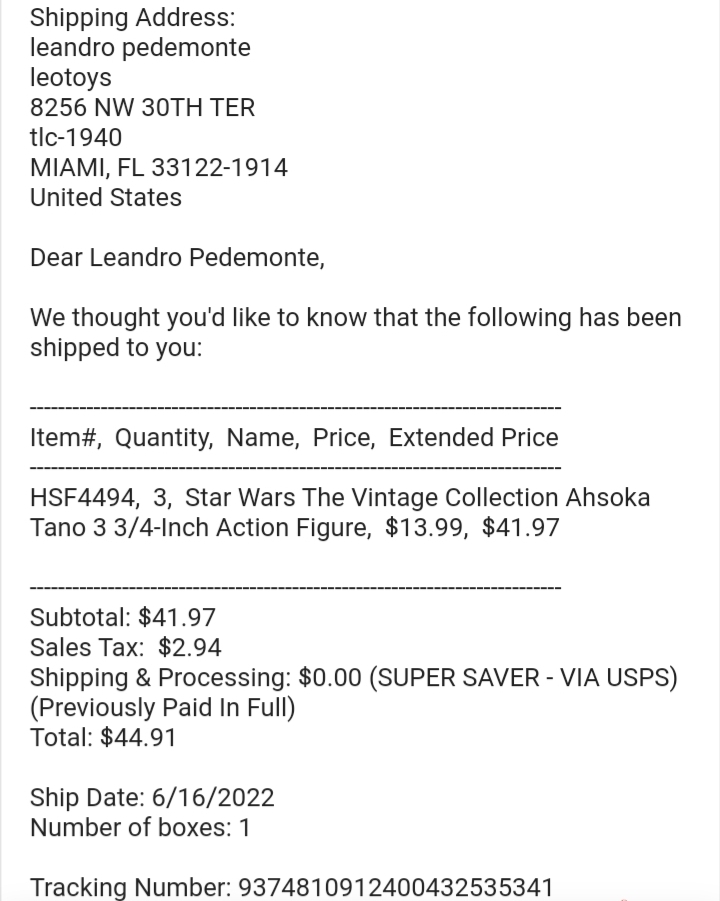 Shipping Address:
leandro pedemonte
leotoys
8256 NW 30TH TER
tlc-1940
MIAMI, FL 33122-1914
United States
Dear Leandro Pedemonte,
We thought you'd like to know that the following has been
shipped to you:
----------------------------------------------------------------------------
Item#,  Quantity,  Name,  Price,  Extended Price
----------------------------------------------------------------------------
HSF4494,  3,  Star Wars The Vintage Collection Ahsoka
Tano 3 3/4-Inch Action Figure,  $13.99,  $41.97
----------------------------------------------------------------------------
Subtotal: $41.97
Sales Tax:  $2.94
Shipping & Processing: $0.00 (SUPER SAVER - VIA USPS)
(Previously Paid In Full)
Total: $44.91
Ship Date: 6/16/2022
Number of boxes: 1
Tracking Number: 9374810912400432535341